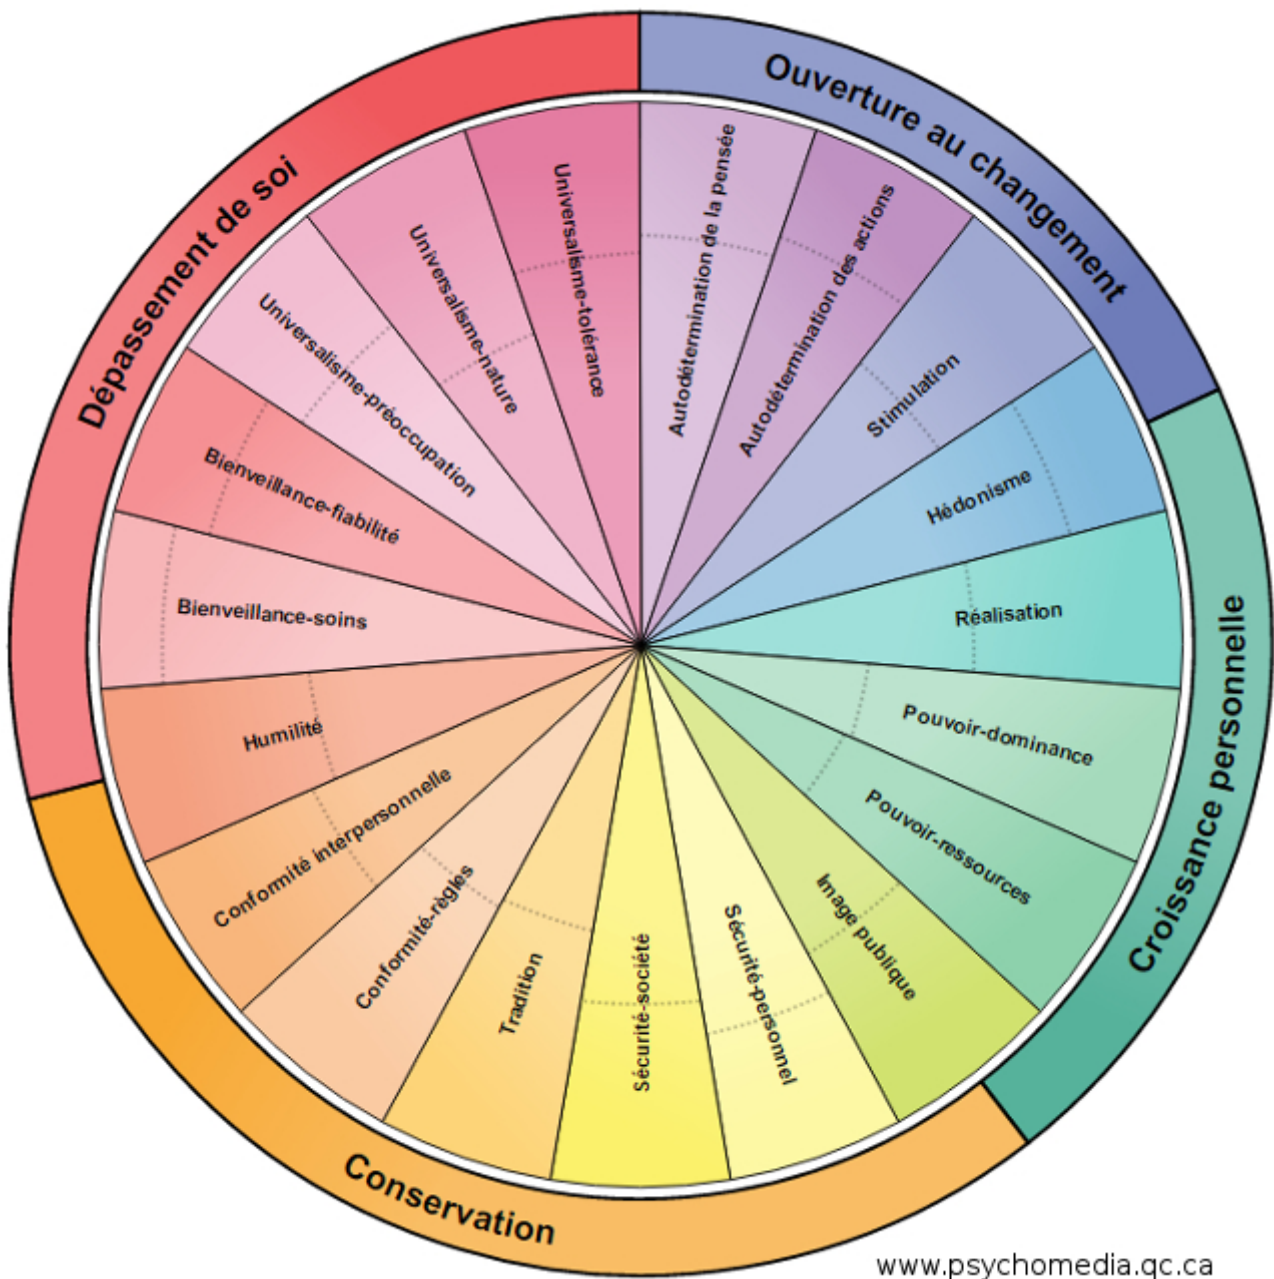 Ouverture au changement
Croissance personnelle
Conservation
Dépassement de soi
Autodétermination de la pensée
Autodétermination des actions
Stimulation
Hédonisme
Réalisation
Pouvoir-dominance
Pouvoir-ressources
Image publique
Sécurité-personnel
Sécurité-société
Tradition
Conformité-règles
Conformité interpersonnelle
Humilité
Bienveillance-soins
Bienveillance-fiabilité
Universalisme-préoccupation
Universalisme-nature
Universalisme-tolérance
www.psychomedia.qc.ca